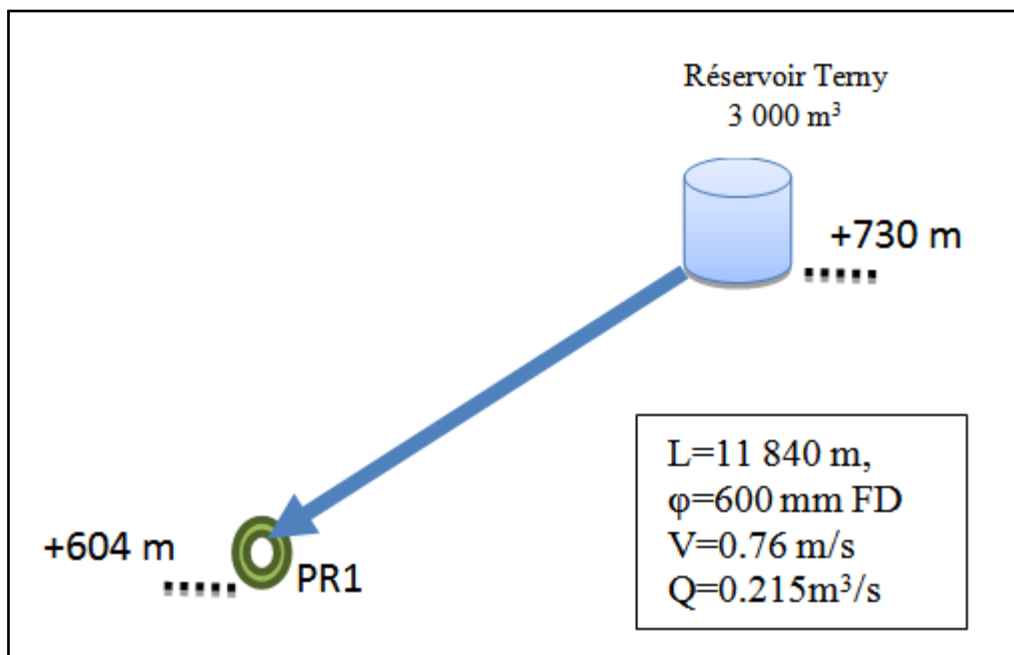 Réservoir Terny
3 000 m³
+730 m
L=11 840 m,
φ=600 mm FD
V=0.76 m/s
Q=0.215m³/s
+604 m
PR1